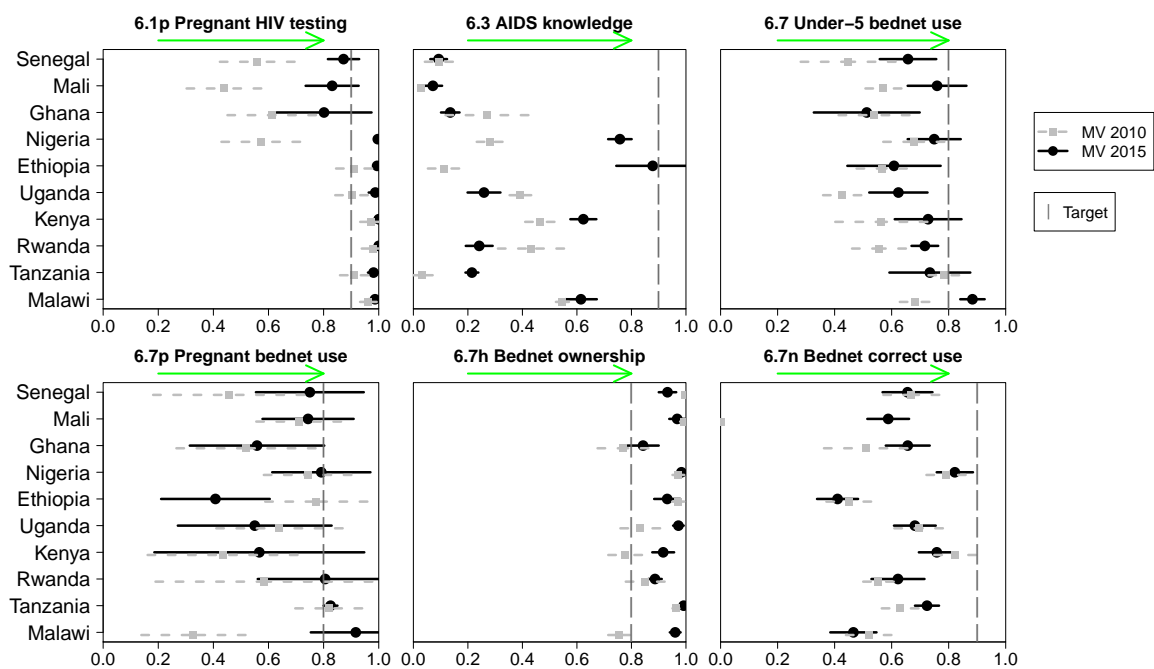 6.1p Pregnant HIV testing
6.3 AIDS knowledge
6.7 Under−5 bednet use
Senegal
Mali
Ghana
Nigeria
Ethiopia
Uganda
Kenya
Rwanda
Tanzania
Malawi
0.0 0.2 0.4 0.6 0.8 1.0
0.0 0.2 0.4 0.6 0.8 1.0
0.0 0.2 0.4 0.6 0.8 1.0
MV 2010
MV 2015
Target
6.7p Pregnant bednet use
6.7h Bednet ownership
6.7n Bednet correct use
Senegal
Mali
Ghana
Nigeria
Ethiopia
Uganda
Kenya
Rwanda
Tanzania
Malawi
0.0 0.2 0.4 0.6 0.8 1.0
0.0 0.2 0.4 0.6 0.8 1.0
0.0 0.2 0.4 0.6 0.8 1.0